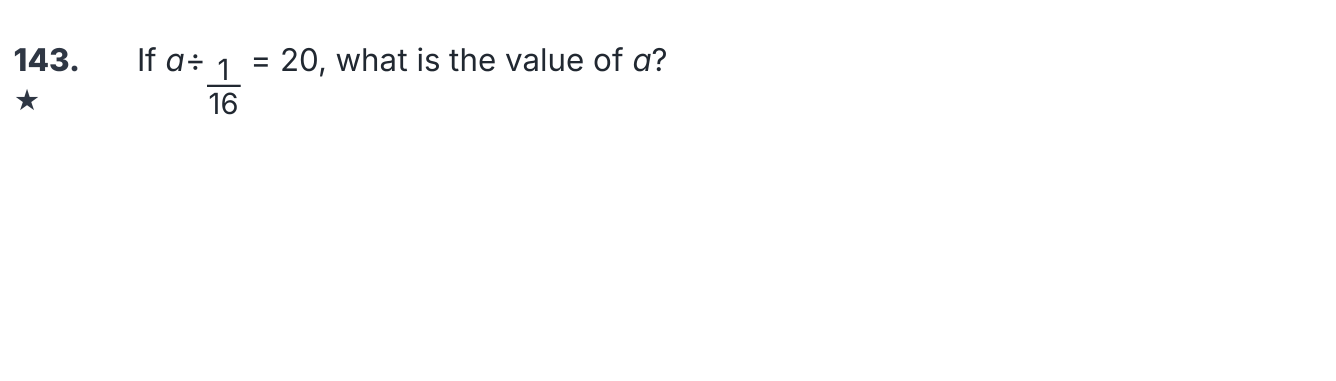 143. If a÷ 1/16 = 20, what is the value of a?
★